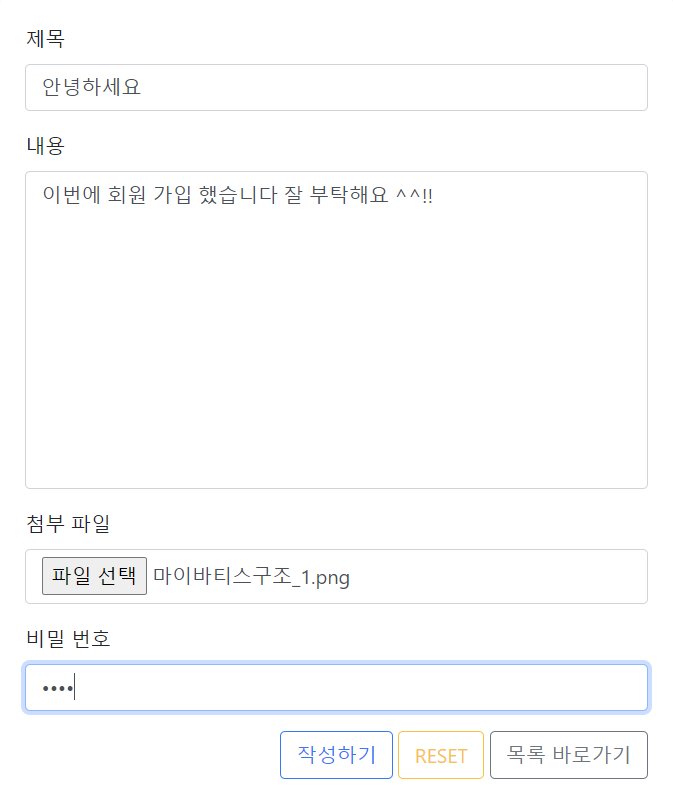 제목
안녕하세요
내용
이번에 회원 가입 했습니다 잘 부탁해요 ^^!!
첨부 파일
파일 선택 마이바티스구조_1.png
비밀 번호
••••
작성하기 RESET 목록 바로가기